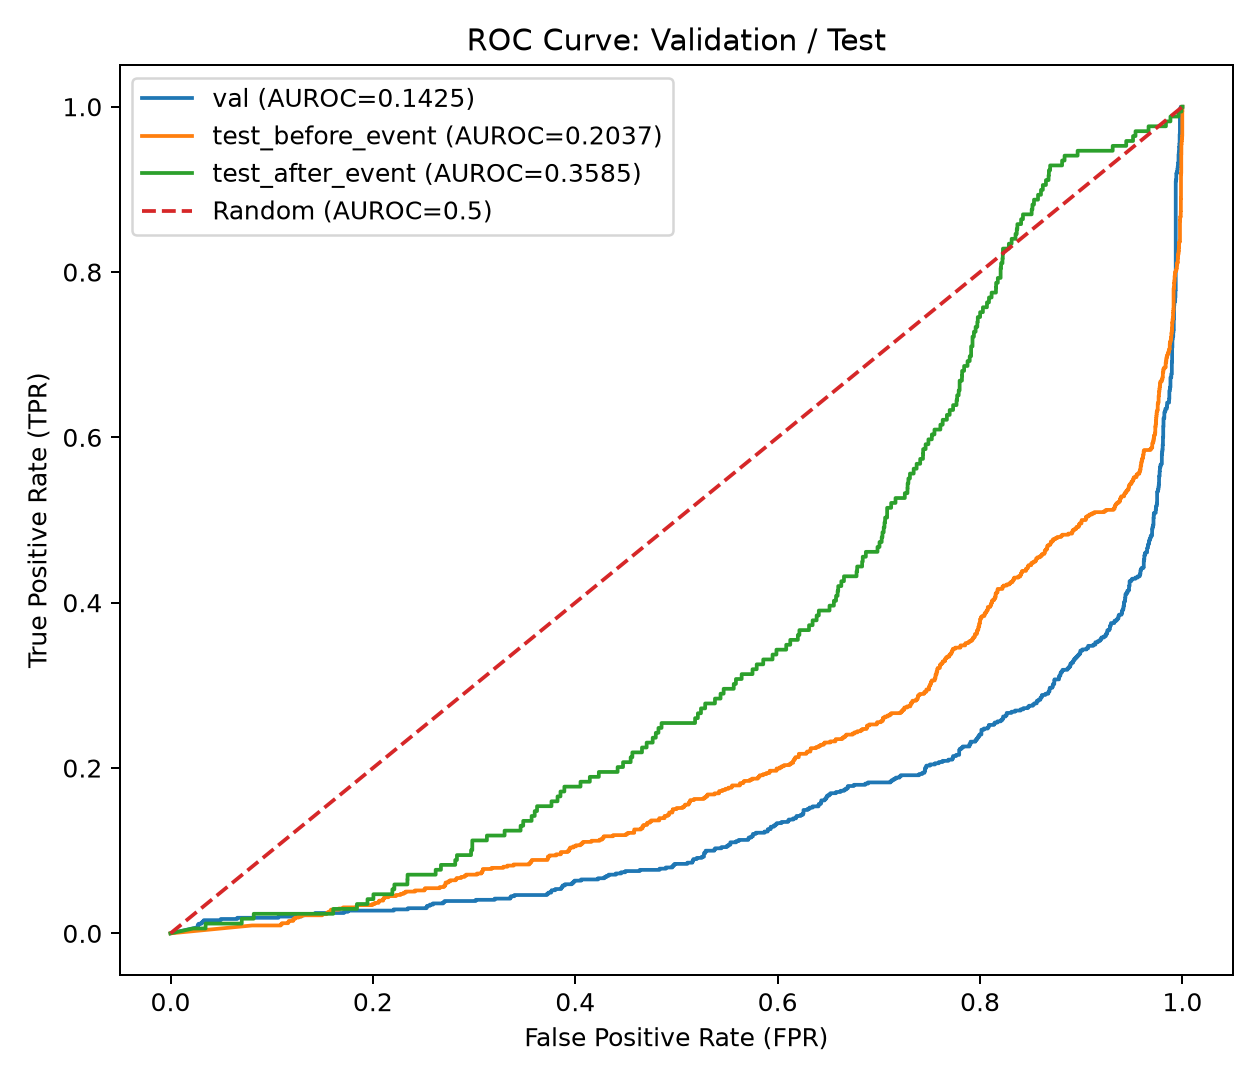 ROC Curve: Validation / Test
val (AUROC=0.1425)
test_before_event (AUROC=0.2037)
test_after_event (AUROC=0.3585)
Random (AUROC=0.5)
True Positive Rate (TPR)
1.0
0.8
0.6
0.4
0.2
0.0
0.0 0.2 0.4 0.6 0.8 1.0
False Positive Rate (FPR)